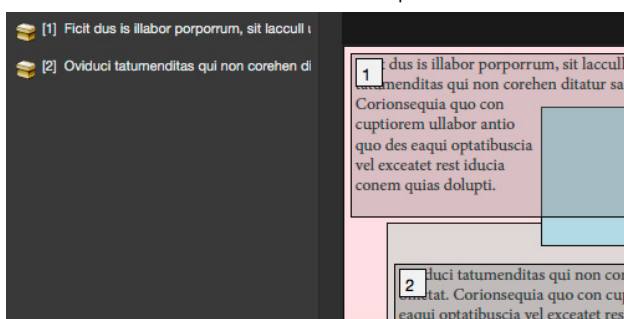 [1] Ficit dus is illabor porporrum, sit laccull
[2] Oviduci tatumenditas qui non corehen di
1
dus is illabor porporrum, sit laccull
menditas qui non corehen ditatur sa
Corionsequia quo con
cuptiorem ullabor antio
quo des eaqui optatibuscia
vel exceatet rest iducia
conem quias dolupti.
2
duci tatumenditas qui non cor
tat. Corionsequia quo con cup
eaqui optatibuscia vel exceatet res